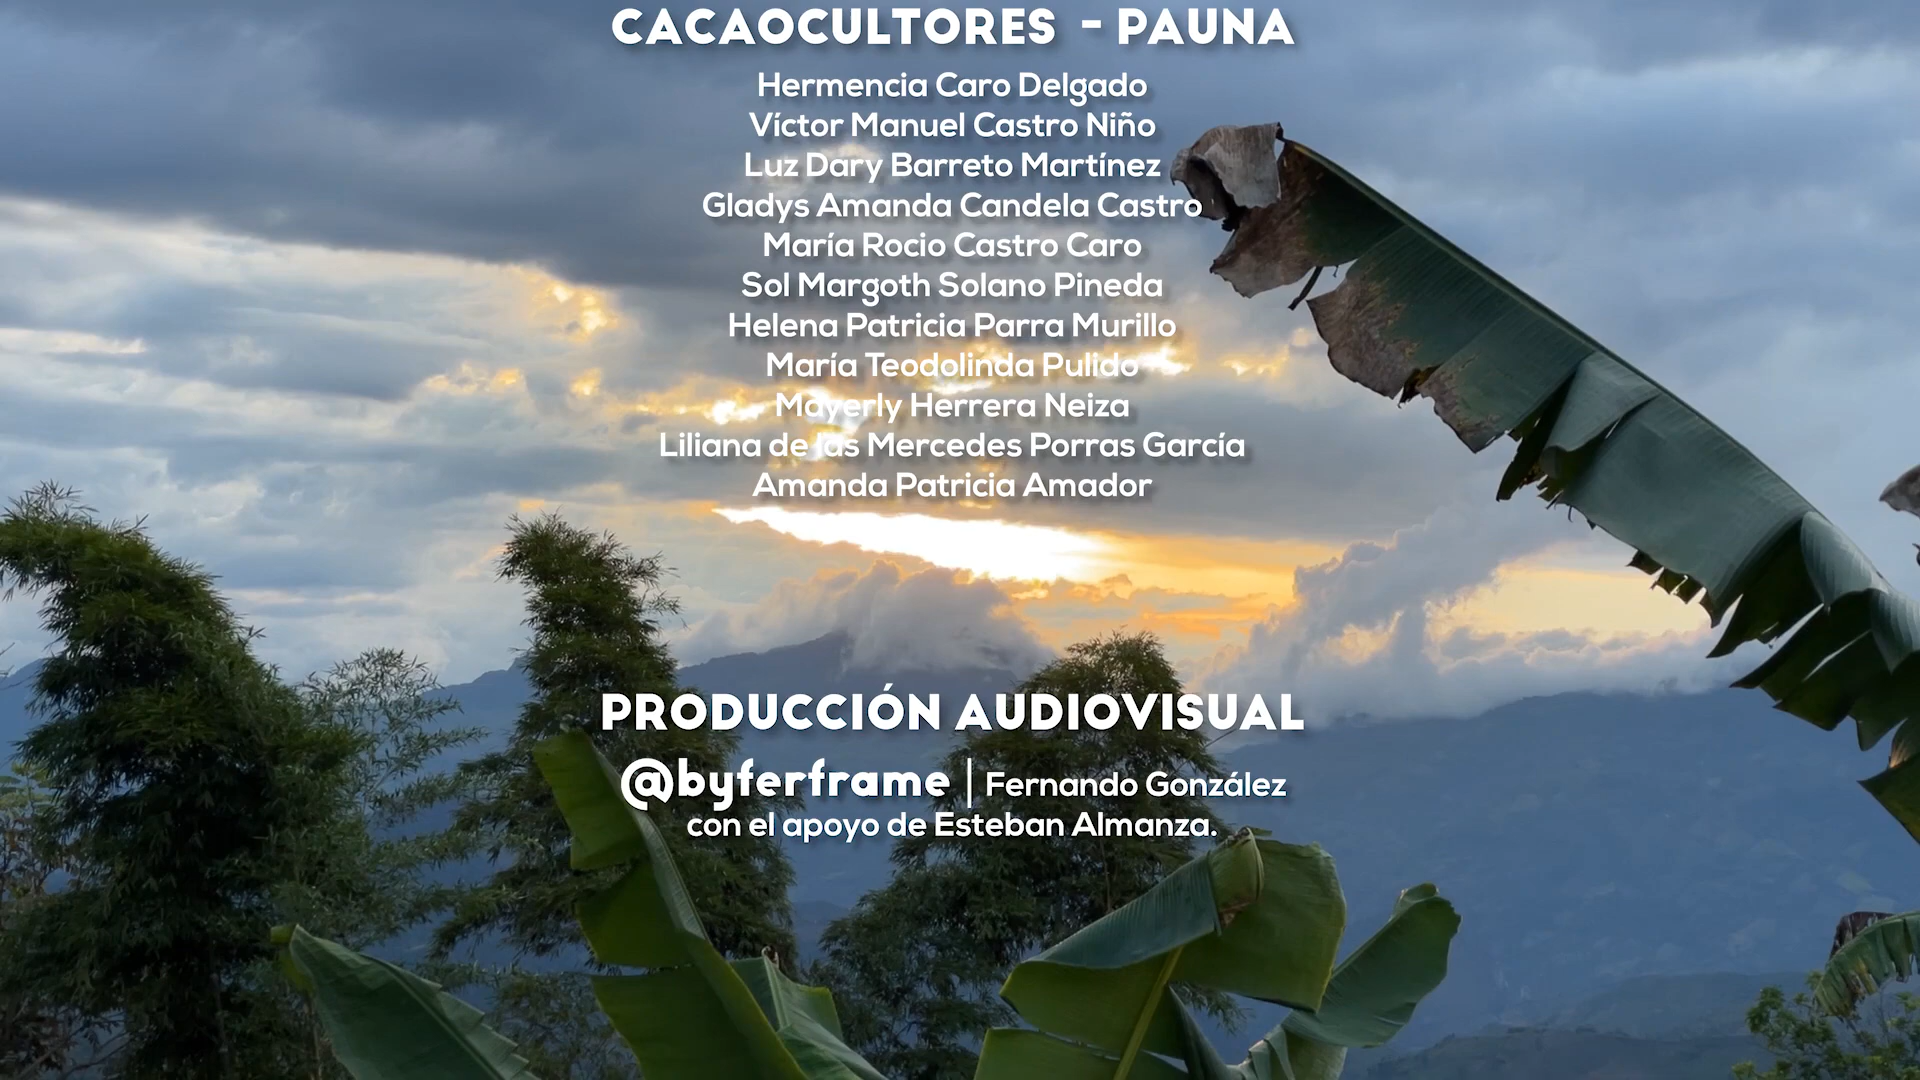 CACAOCULTORES - PAUNA
Hermencia Caro Delgado
Víctor Manuel Castro Niño
Luz Dary Barreto Martínez
Gladys Amanda Candela Castro
María Rocio Castro Caro
Sol Margoth Solano Pineda
Helena Patricia Parra Murillo
María Teodolinda Pulido
Mayerly Herrera Neiza
Liliana de las Mercedes Porras García
Amanda Patricia Amador
PRODUCCIÓN AUDIOVISUAL
@byferframe | Fernando González
con el apoyo de Esteban Almanza.